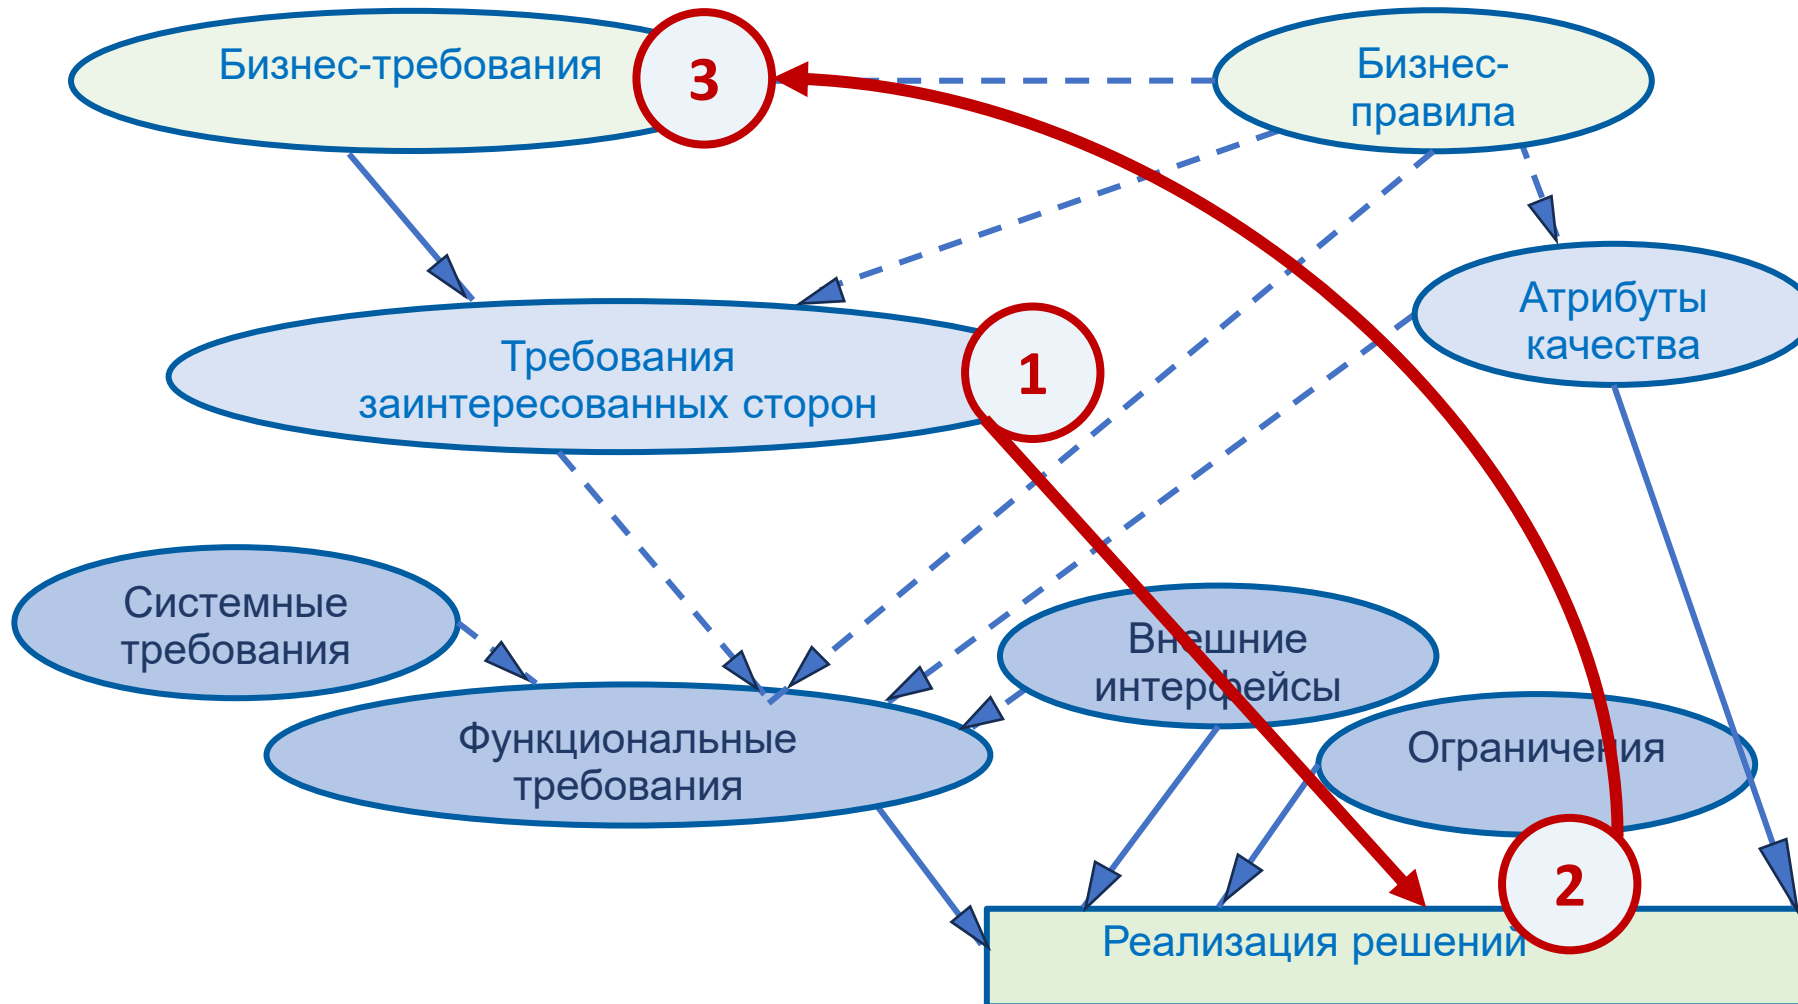 Бизнес-требования
3
Бизнес-
правила
Атрибуты
качества
Требования
заинтересованных сторон
1
Системные
требования
Внешние
интерфейсы
Функциональные
требования
Ограничения
2
Реализация решений